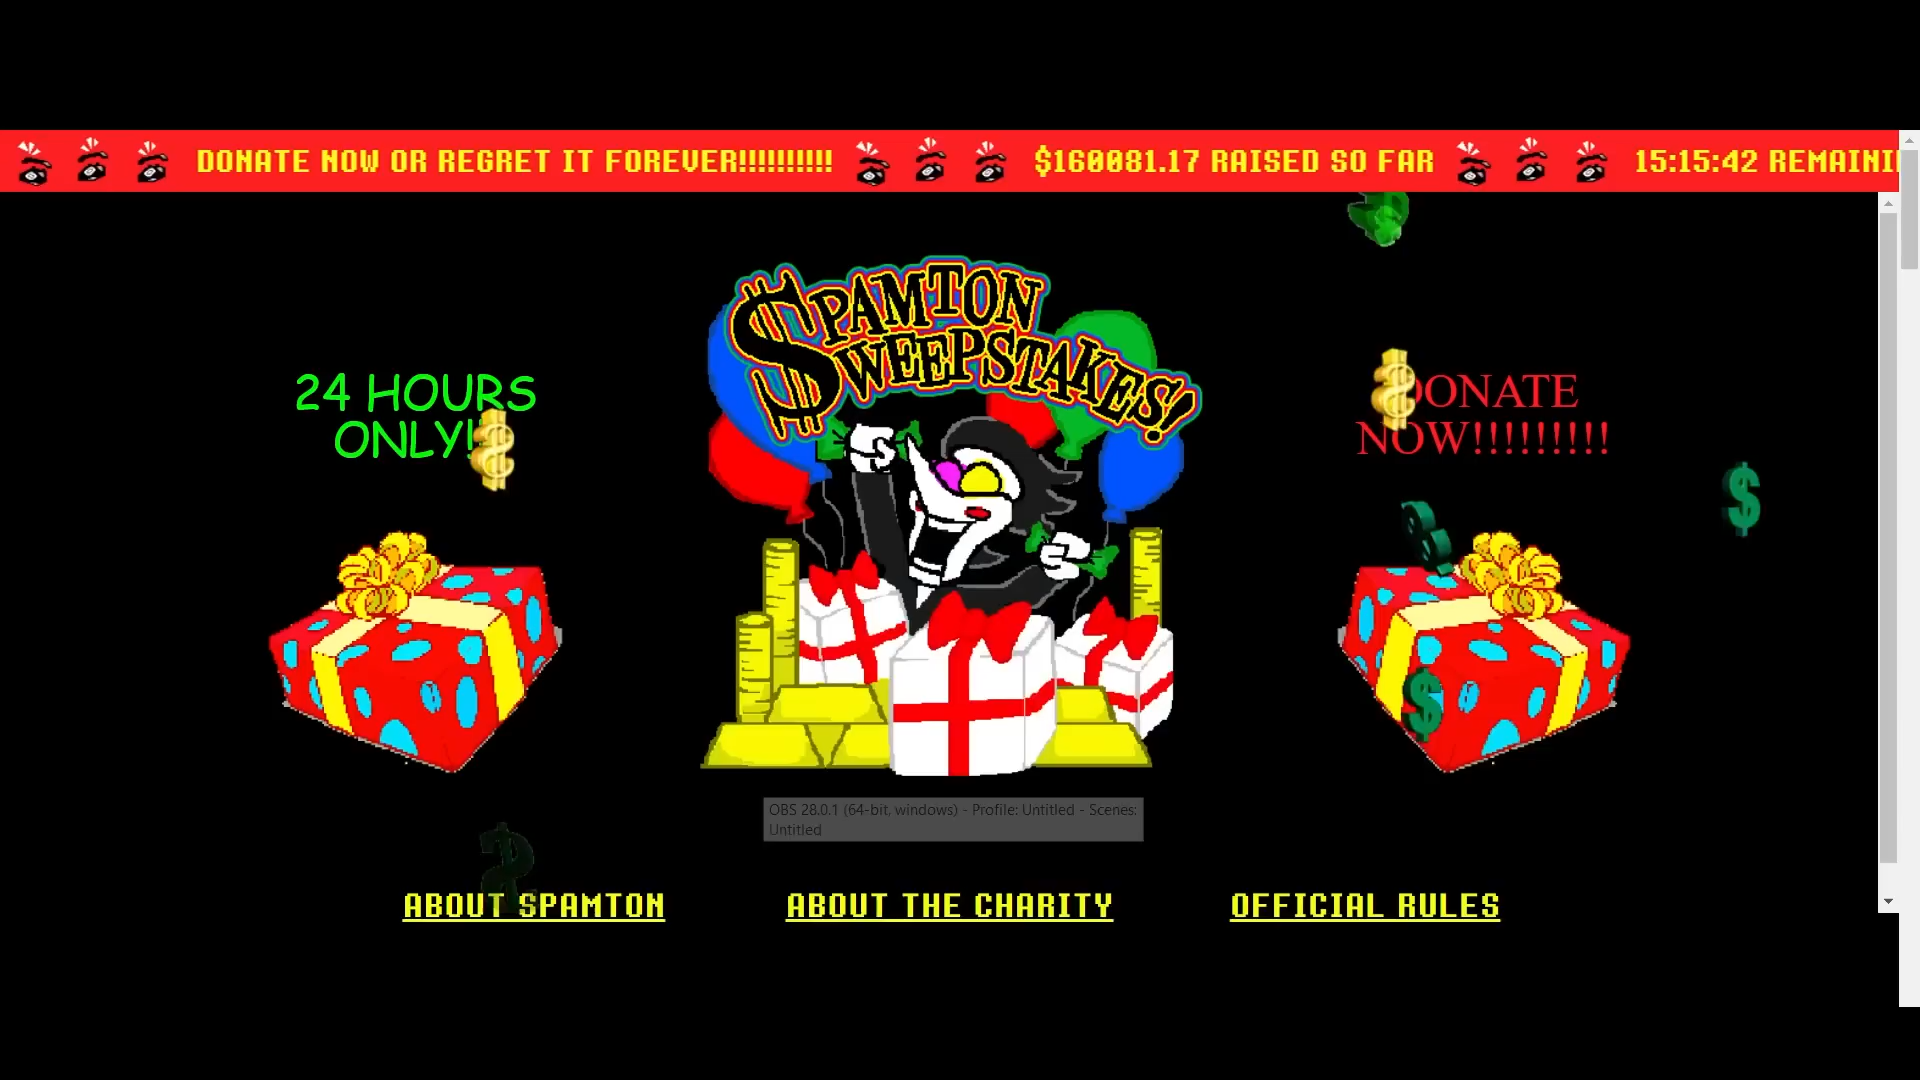 DONATE NOW OR REGRET IT FOREVER!!!!!!!!!! $160081.17 RAISED SO FAR 15:15:42 REMAINI
$PAMTON
$WEEPSTAKES!
24 HOURS
ONLY!
DONATE
NOW!!!!!!!!!
OBS 28.0.1 (64-bit, windows) - Profile: Untitled - Scenes:
Untitled
ABOUT SPAMTON ABOUT THE CHARITY OFFICIAL RULES